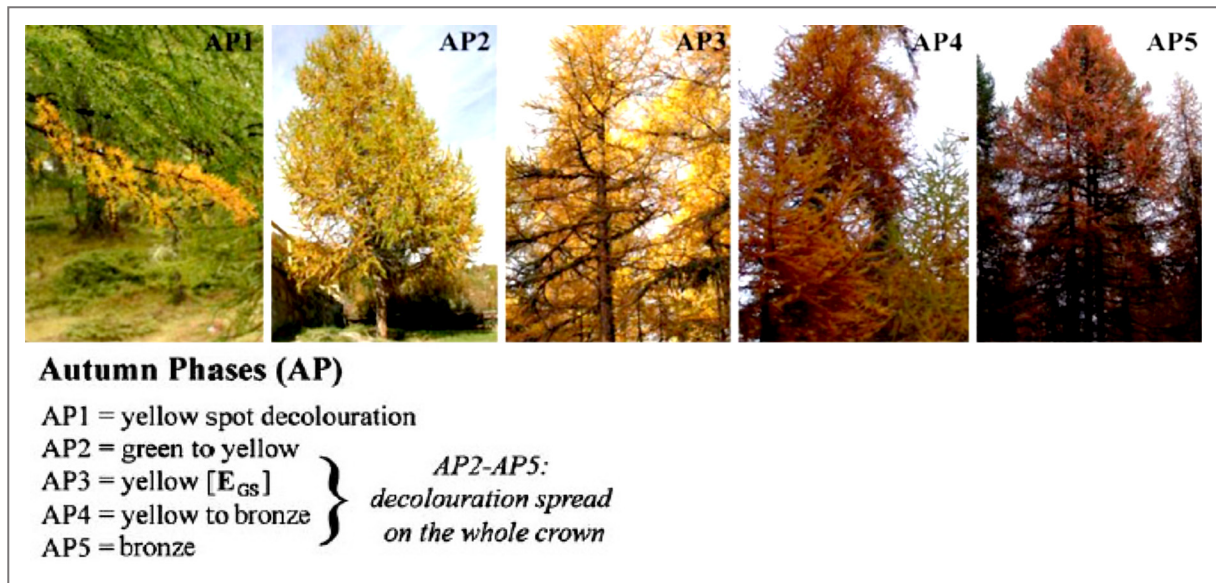 AP1 AP2 AP3 AP4 AP5
Autumn Phases (AP)
AP1 = yellow spot decolouration
AP2 = green to yellow
AP3 = yellow [E_GS]
AP4 = yellow to bronze
AP5 = bronze
AP2-AP5:
decolouration spread
on the whole crown